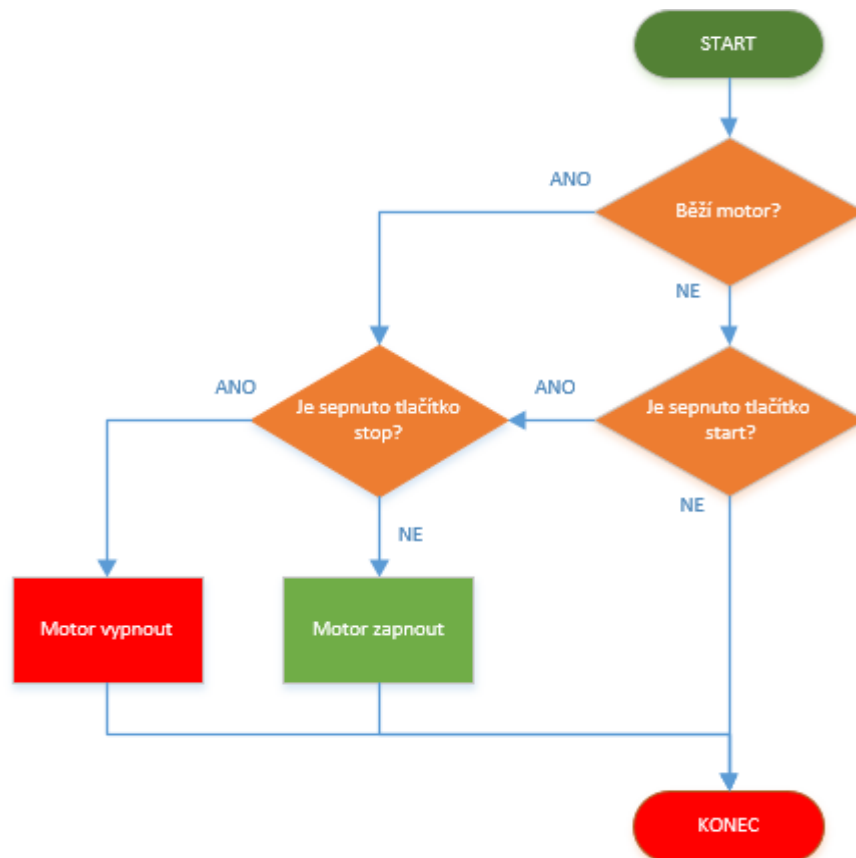 START
ANO
Běží motor?
NE
ANO
Je sepnuto tlačítko
stop?
ANO
Je sepnuto tlačítko
start?
NE
NE
Motor vypnout
Motor zapnout
KONEC